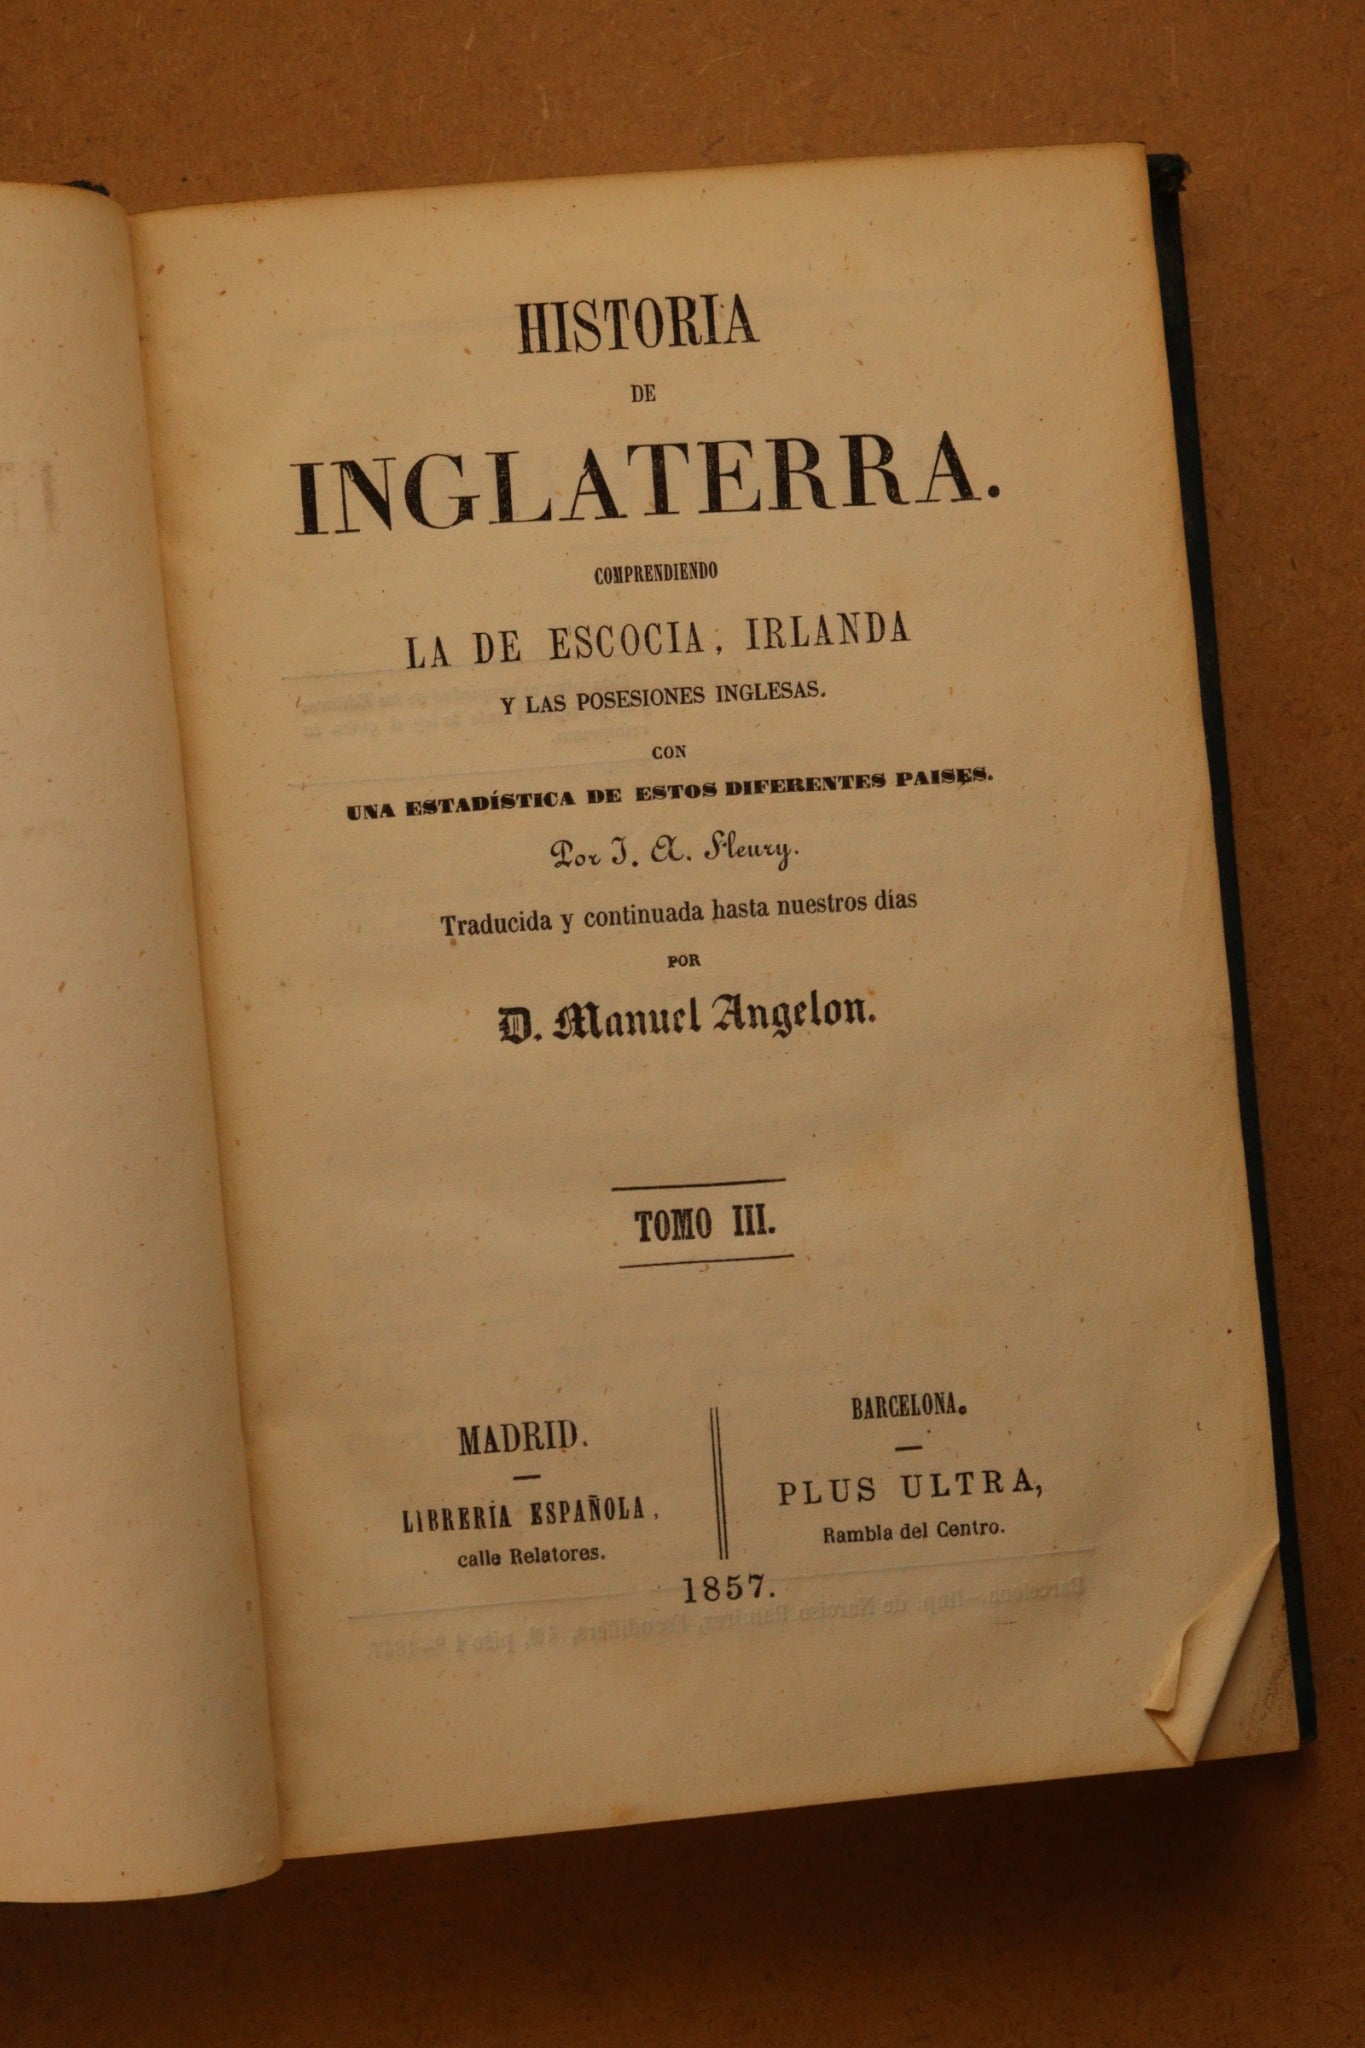 HISTORIA
DE
INGLATERRA.
COMPRENDIENDO
LA DE ESCOCIA, IRLANDA
Y LAS POSESIONES INGLESAS.
CON
UNA ESTADÍSTICA DE ESTOS DIFERENTES PAISES.
Por J. A. Fleury.
Traducida y continuada hasta nuestros días
POR
D. Manuel Angelon.
TOMO III.
MADRID.
LIBRERÍA ESPAÑOLA,
calle Relatores.
BARCELONA.
PLUS ULTRA,
Rambla del Centro.
1857.